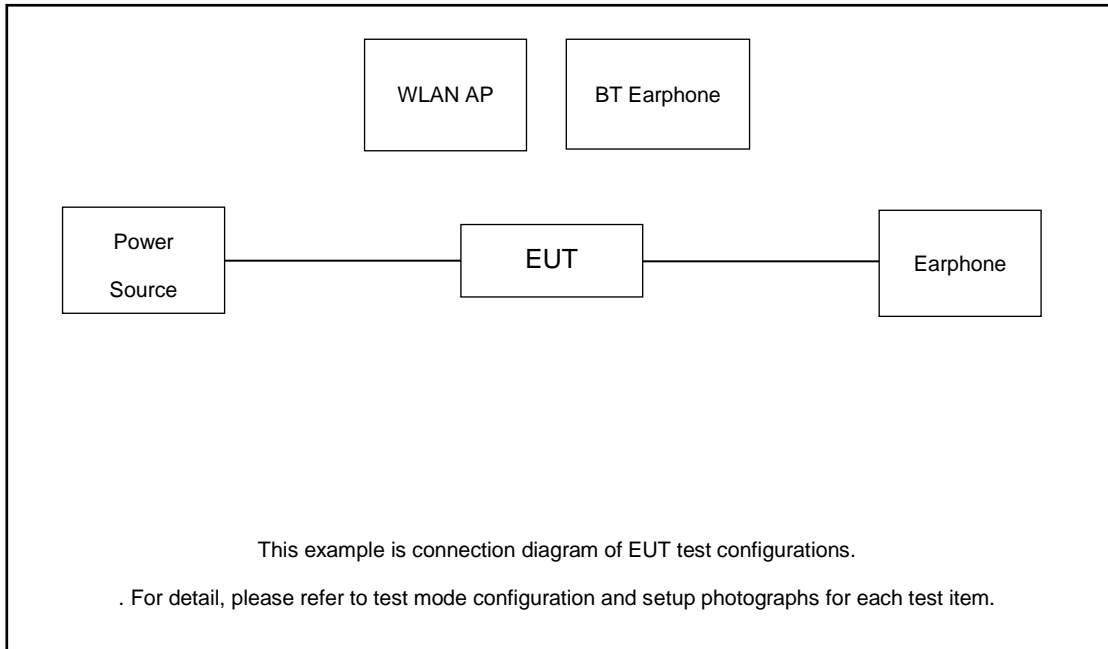 WLAN AP
BT Earphone
Power
Source
EUT
Earphone
This example is connection diagram of EUT test configurations.
. For detail, please refer to test mode configuration and setup photographs for each test item.